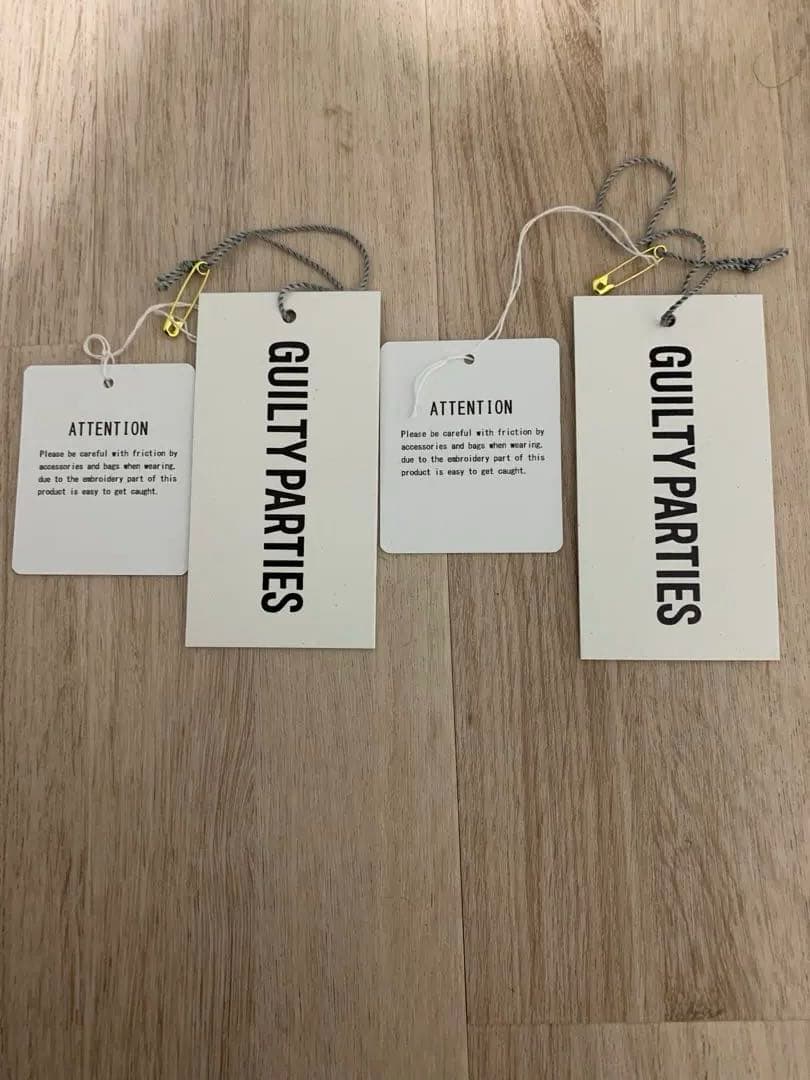 ATTENTION
Please be careful with friction by
accessories and bags when wearing,
due to the embroidery part of this
product is easy to get caught.
GUILTY PARTIES
ATTENTION
Please be careful with friction by
accessories and bags when wearing,
due to the embroidery part of this
product is easy to get caught.
GUILTY PARTIES